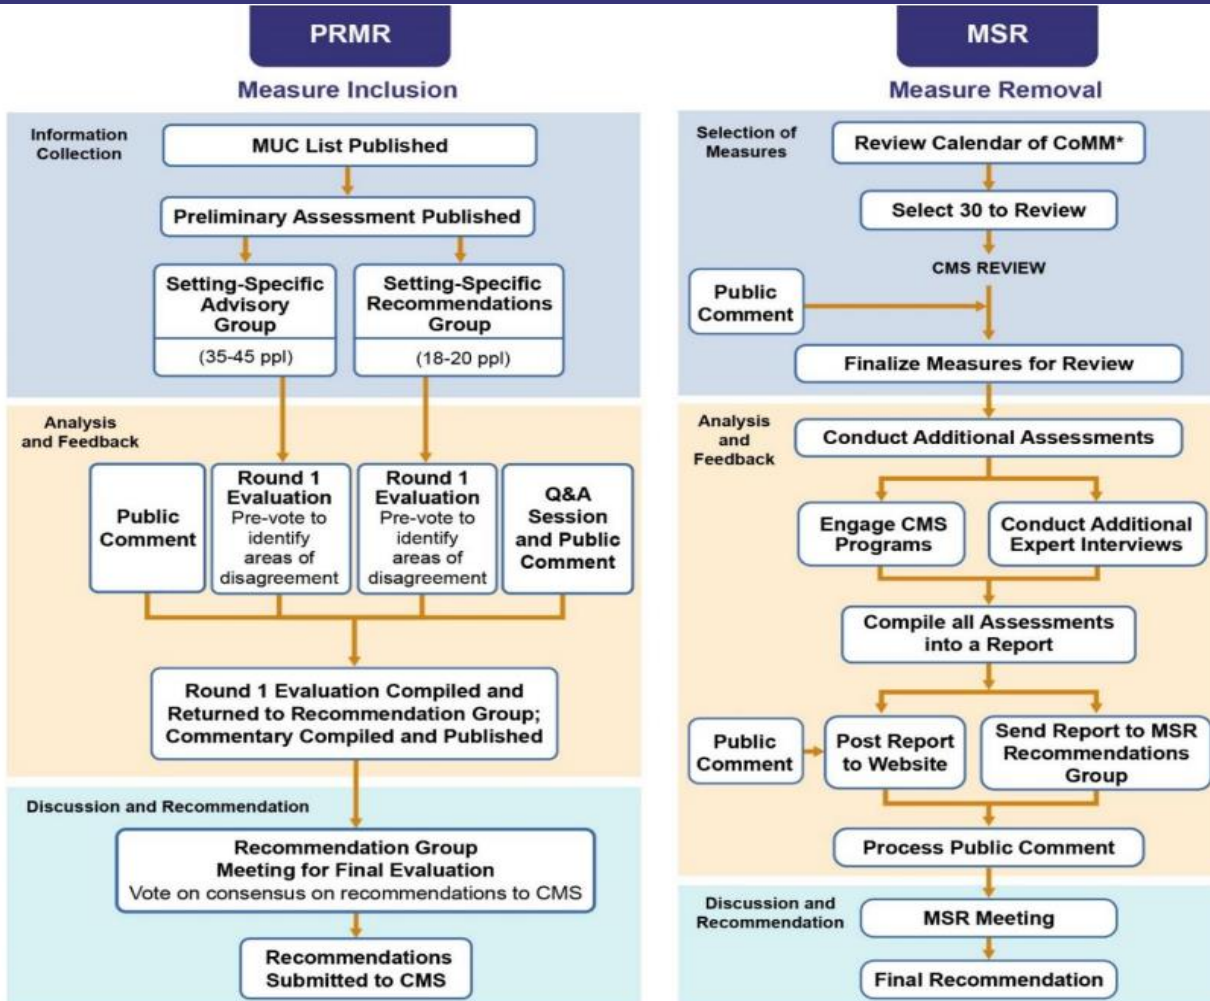 PRMR
Measure Inclusion
Information
Collection
MUC List Published
Preliminary Assessment Published
Setting-Specific
Advisory
Group
(35-45 ppl)
Setting-Specific
Recommendations
Group
(18-20 ppl)
Analysis
and Feedback
Public
Comment
Round 1
Evaluation
Pre-vote to
identify
areas of
disagreement
Round 1
Evaluation
Pre-vote to
identify
areas of
disagreement
Q&A
Session
and Public
Comment
Round 1 Evaluation Compiled and
Returned to Recommendation Group;
Commentary Compiled and Published
Discussion and Recommendation
Recommendation Group
Meeting for Final Evaluation
Vote on consensus on recommendations to CMS
Recommendations
Submitted to CMS
MSR
Measure Removal
Selection of
Measures
Review Calendar of CoMM*
Select 30 to Review
CMS REVIEW
Public
Comment
Finalize Measures for Review
Analysis
and
Feedback
Conduct Additional Assessments
Engage CMS
Programs
Conduct Additional
Expert Interviews
Compile all Assessments
into a Report
Public
Comment
Post Report
to Website
Send Report to MSR
Recommendations
Group
Process Public Comment
Discussion and
Recommendation
MSR Meeting
Final Recommendation